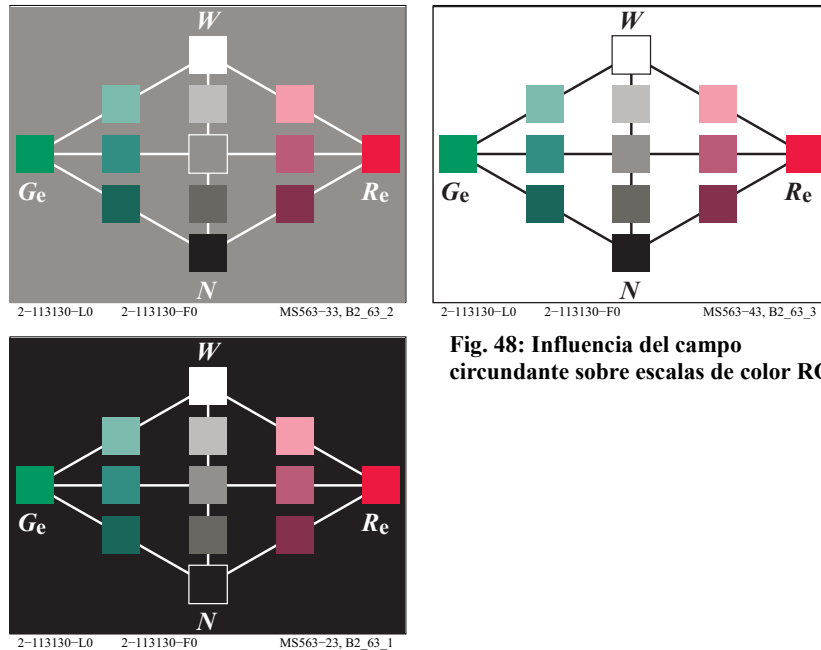 W
Ge
Re
N
2−113130−L0 2−113130−F0 MS563−33, B2_63_2
W
Ge
Re
N
2−113130−L0 2−113130−F0 MS563−43, B2_63_3
Fig. 48: Influencia del campo
circundante sobre escalas de color
W
Ge
Re
N
2−113130−L0 2−113130−F0 MS563−23, B2_63_1